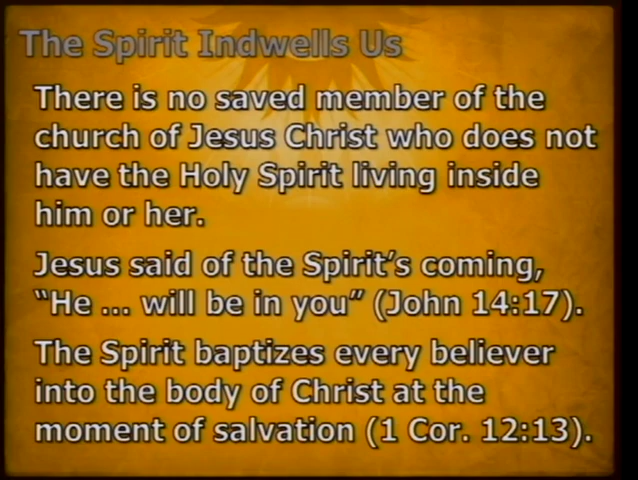 The Spirit Indwells Us
There is no saved member of the
church of Jesus Christ who does not
have the Holy Spirit living inside
him or her.
Jesus said of the Spirit’s coming,
“He ... will be in you” (John 14:17).
The Spirit baptizes every believer
into the body of Christ at the
moment of salvation (1 Cor. 12:13).